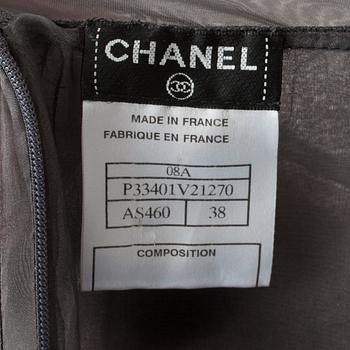 CHANEL
MADE IN FRANCE
FABRIQUE EN FRANCE
08A
P33401V21270
AS460 38
COMPOSITION